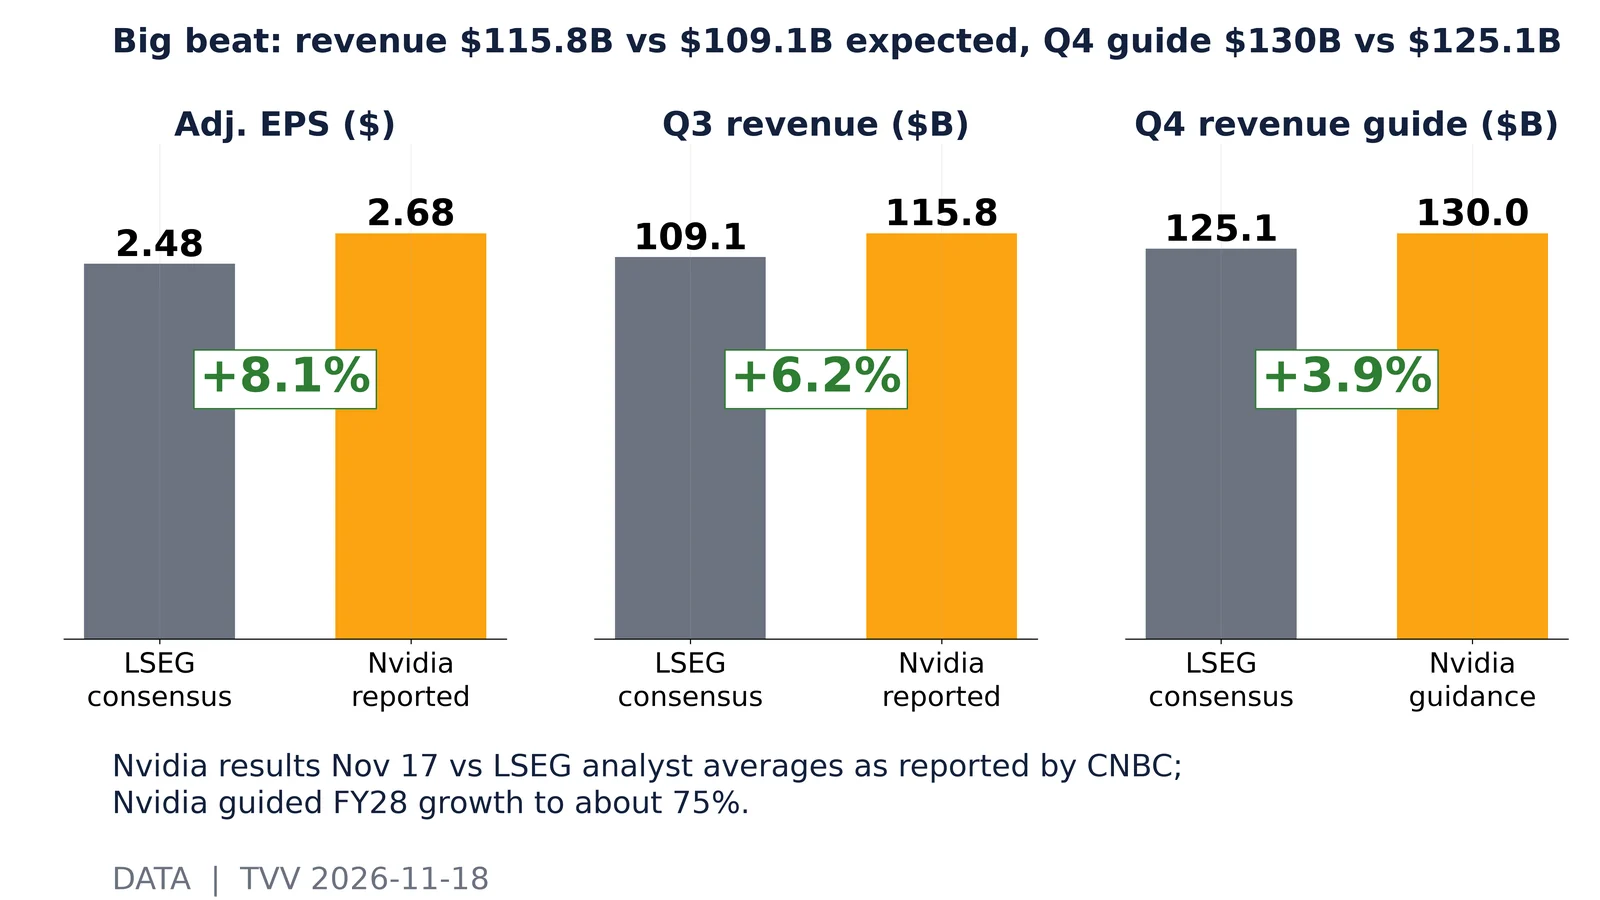 Big beat: revenue $115.8B vs $109.1B expected, Q4 guide $130B vs $125.1B
Adj. EPS ($)
2.48
2.68
+8.1%
LSEG
consensus
Nvidia
reported
Q3 revenue ($B)
109.1
115.8
+6.2%
LSEG
consensus
Nvidia
reported
Q4 revenue guide ($B)
125.1
130.0
+3.9%
LSEG
consensus
Nvidia
guidance
Nvidia results Nov 17 vs LSEG analyst averages as reported by CNBC;
Nvidia guided FY28 growth to about 75%.
DATA | TVV 2026-11-18